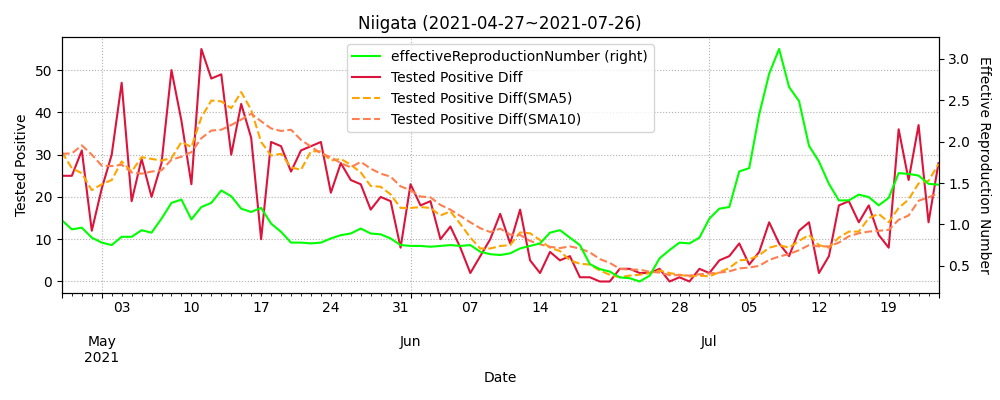 Niigata (2021-04-27~2021-07-26)
effectiveReproductionNumber (right)
Tested Positive Diff
Tested Positive Diff(SMA5)
Tested Positive Diff(SMA10)
Tested Positive
50
40
30
20
10
0
3.0
2.5
2.0
1.5
1.0
0.5
Effective Reproduction Number
03 10 17 24 31 07 14 21 28 05 12 19
May Jun Jul
2021
Date